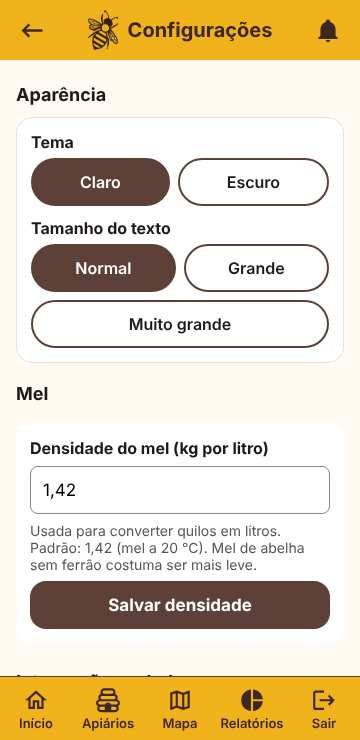 Configurações
Aparência
Tema
Claro
Escuro
Tamanho do texto
Normal
Grande
Muito grande
Mel
Densidade do mel (kg por litro)
1,42
Usada para converter quilos em litros.
Padrão: 1,42 (mel a 20 °C). Mel de abelha
sem ferrão costuma ser mais leve.
Salvar densidade
Início
Apiários
Mapa
Relatórios
Sair